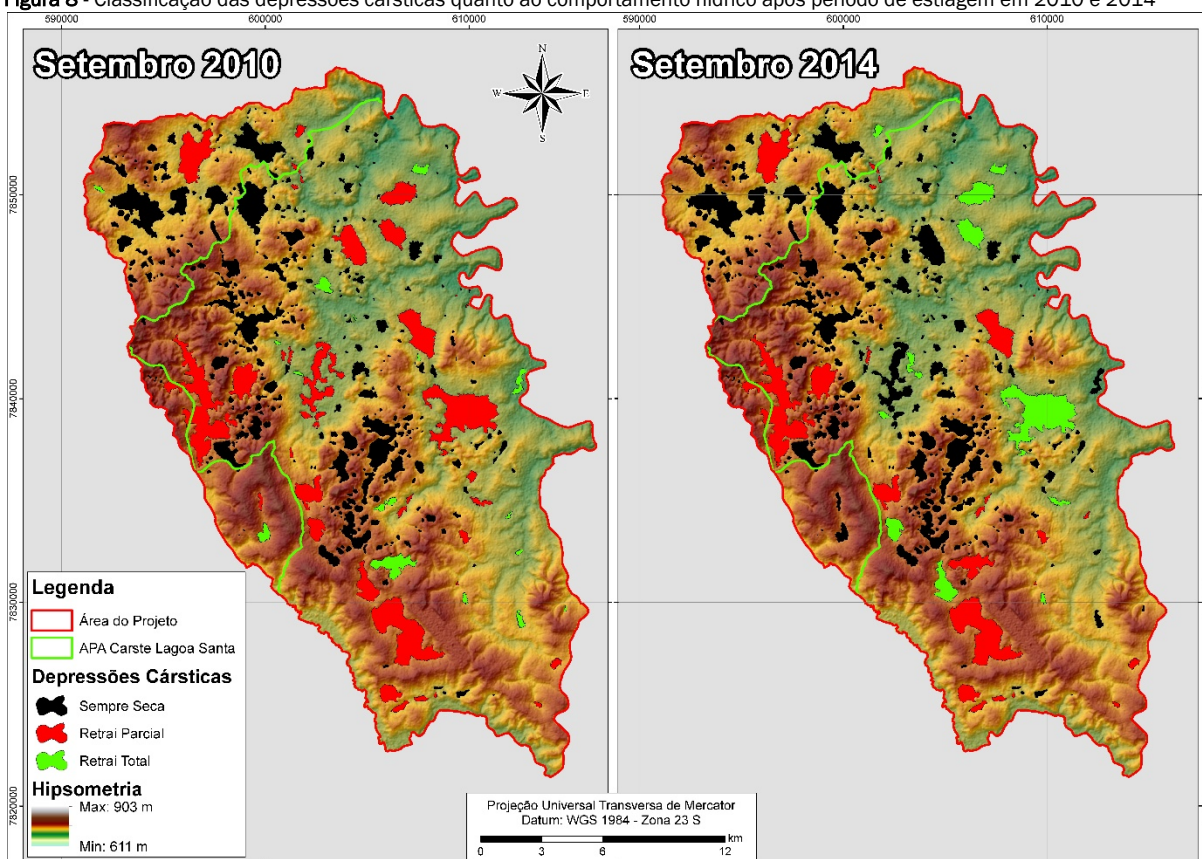 Figura 8 - Classificação das depressões cársticas quanto ao comportamento hídrico após período de estiagem em 2010 e 2014
590000 600000 610000 590000 600000 610000
Setembro 2010
N
W E
S
Setembro 2014
7850000
7840000
7830000
7820000
Legenda
Área do Projeto
APA Carste Lagoa Santa
Depressões Cársticas
Sempre Seca
Retrai Parcial
Retrai Total
Hipsometria
Max: 903 m
Min: 611 m
Projeção Universal Transversa de Mercator
Datum: WGS 1984 - Zona 23 S
km
0 3 6 12